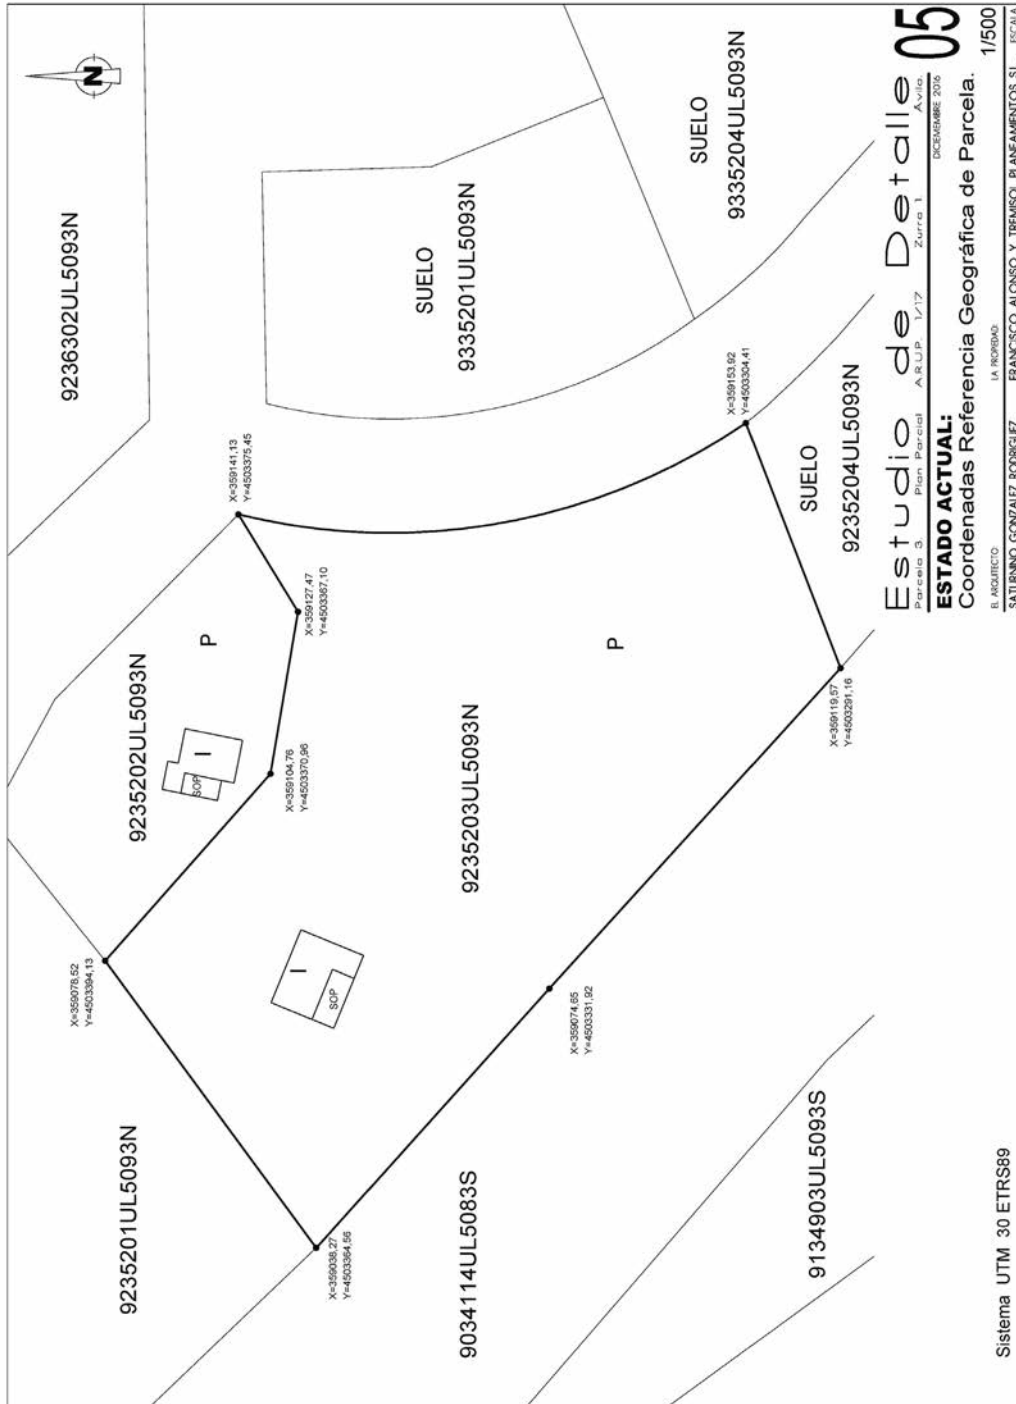 N
9236302UL5093N
SUELO
9335201UL5093N
SUELO
9335204UL5093N
9235202UL5093N
P
I
SOP
X=359141,13
Y=4503375,45
X=359127,47
Y=4503367,10
X=359104,76
Y=4503370,96
X=359078,52
Y=4503394,13
9235201UL5093N
9235203UL5093N
P
I
SOP
X=359153,92
Y=4503304,41
SUELO
9235204UL5093N
X=359119,57
Y=4503291,16
X=359074,65
Y=4503331,92
X=359038,27
Y=4503364,56
9034114UL5083S
9134903UL5093S
Sistema UTM 30 ETRS89
Estudio de Detalle
05
Parcela 3. Plan Parcial A.R.U.P. 1/17 Zurra 1. Avila.
DICIEMEBRE 2016
ESTADO ACTUAL:
Coordenadas Referencia Geográfica de Parcela.
1/500
EL ARQUITECTO
LA PROPIEDAD:
SATURNINO GONZALEZ RODRIGUEZ
FRANCISCO ALONSO Y TREMISOL PLANEAMIENTOS SL
ESCALA